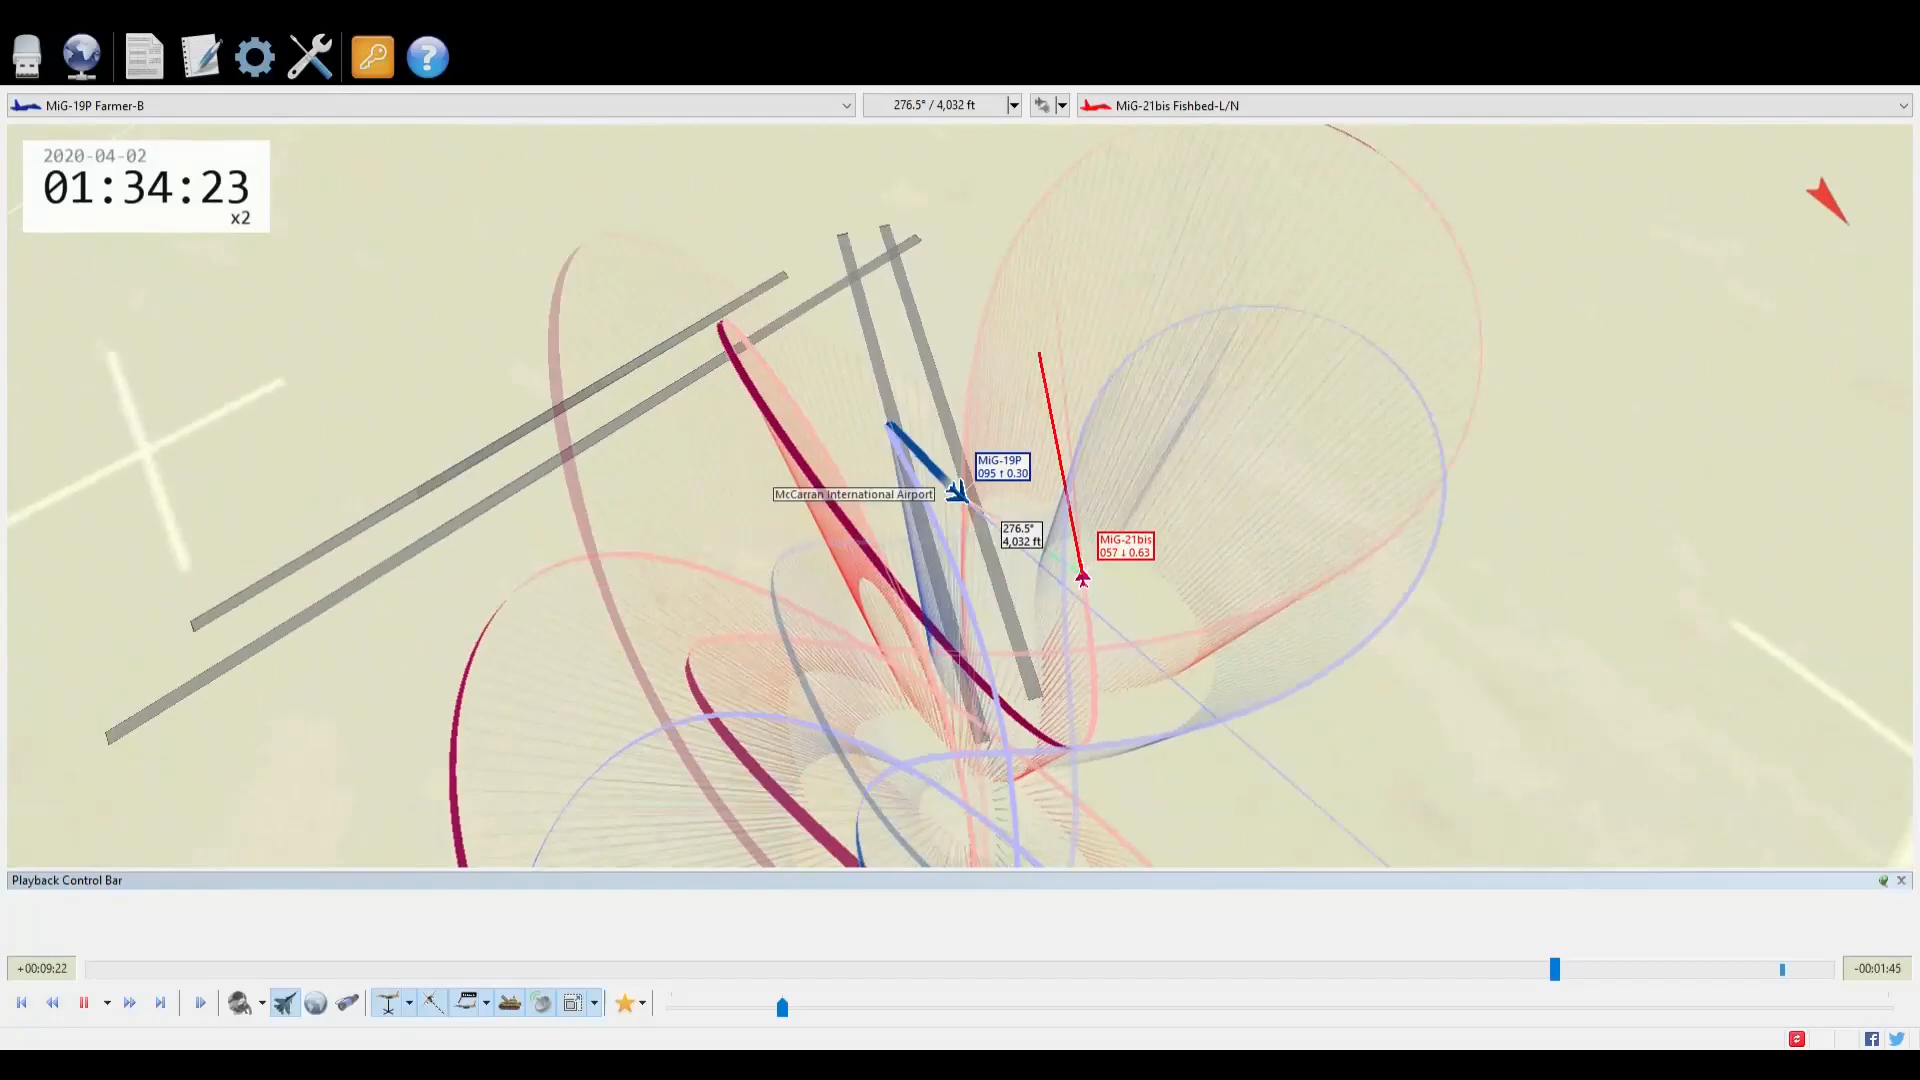 MiG-19P Farmer-B
276.5° / 4,032 ft
MiG-21bis Fishbed-L/N
2020-04-02
01:34:23
x2
MiG-19P
095 ↑ 0.30
McCarran International Airport
276.5°
4,032 ft
MiG-21bis
057 ↓ 0.63
Playback Control Bar
+00:09:22
-00:01:45